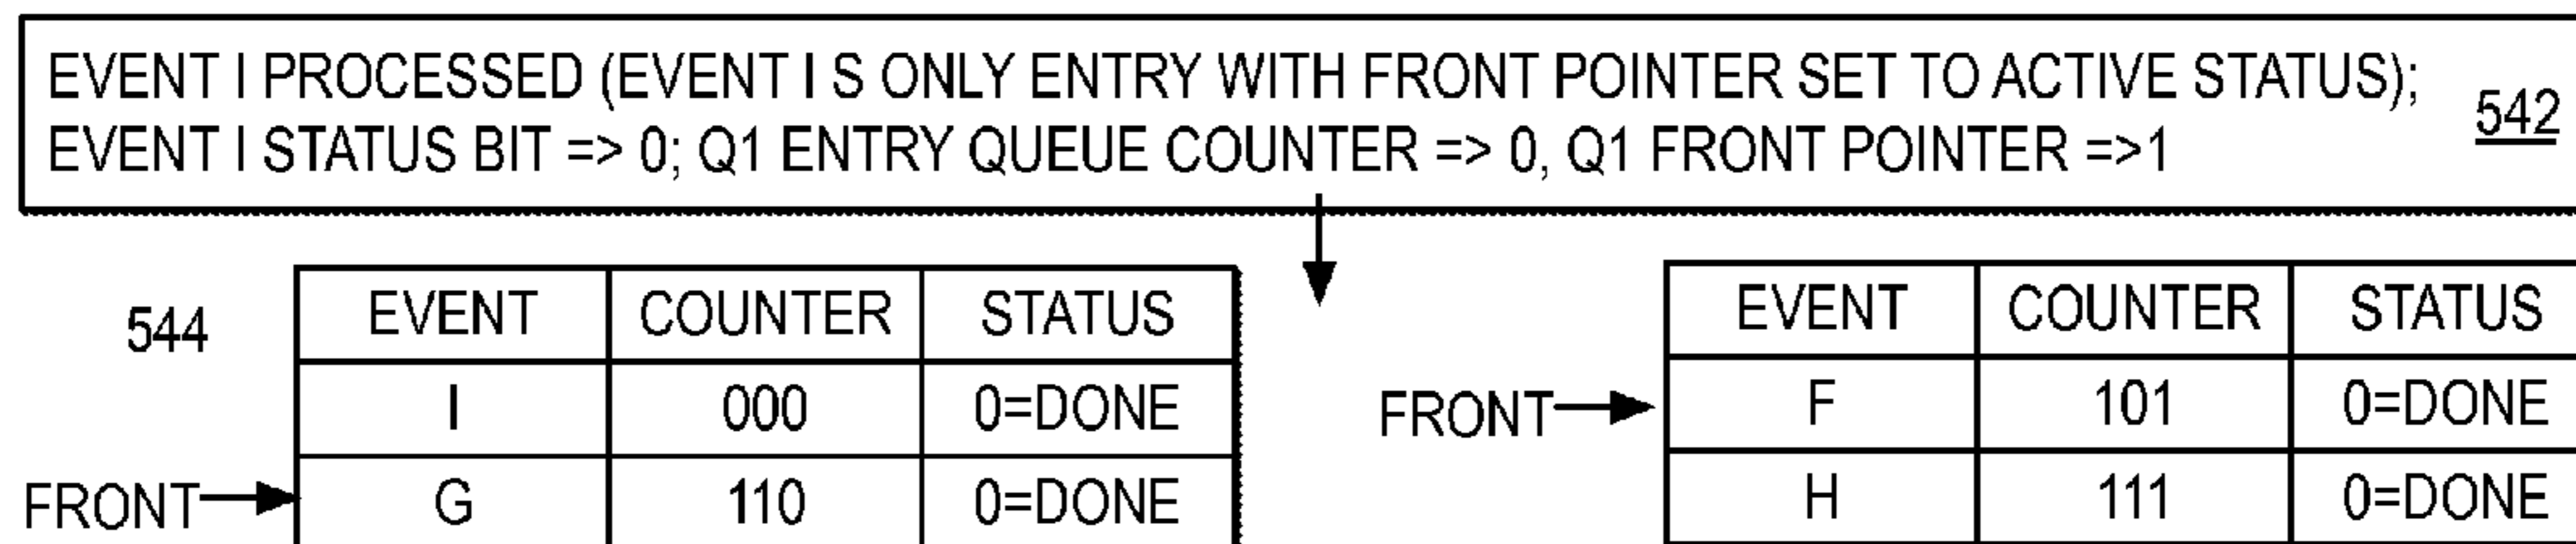 EVENT I PROCESSED (EVENT I S ONLY ENTRY WITH FRONT POINTER SET TO ACTIVE STATUS);
EVENT I STATUS BIT => 0; Q1 ENTRY QUEUE COUNTER => 0, Q1 FRONT POINTER =>1
542
544
EVENT COUNTER STATUS
I 000 0=DONE
FRONT G 110 0=DONE
EVENT COUNTER STATUS
FRONT F 101 0=DONE
H 111 0=DONE